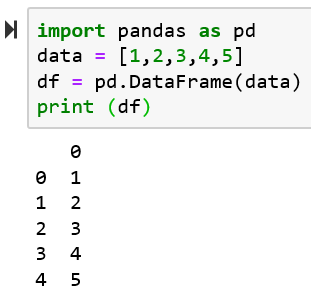 import pandas as pd
data = [1,2,3,4,5]
df = pd.DataFrame(data)
print (df)
   0
0  1
1  2
2  3
3  4
4  5